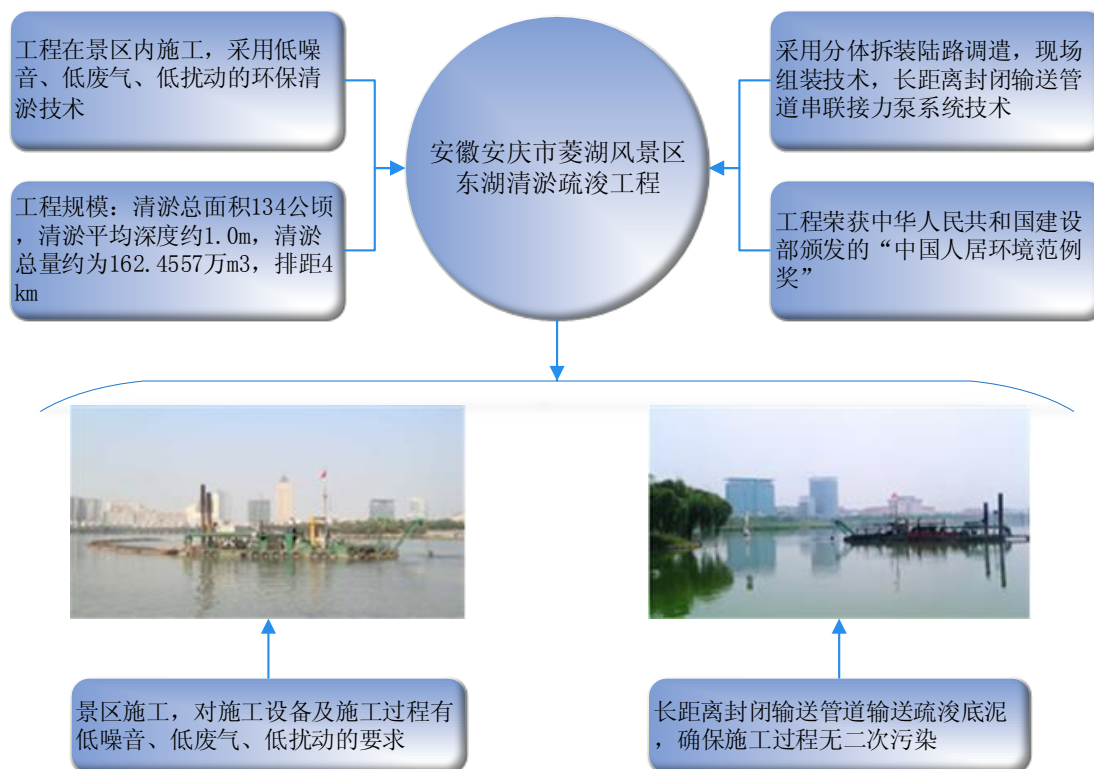 工程在景区内施工，采用低噪
音、低废气、低扰动的环保清
淤技术
工程规模：清淤总面积134公顷
，清淤平均深度约1.0m，清淤
总量约为162.4557万m3，排距4
km
安徽安庆市菱湖风景区
东湖清淤疏浚工程
采用分体拆装陆路调遣，现场
组装技术，长距离封闭输送管
道串联接力泵系统技术
工程荣获中华人民共和国建设
部颁发的“中国人居环境范例
奖”
景区施工，对施工设备及施工过程有
低噪音、低废气、低扰动的要求
长距离封闭输送管道输送疏浚底泥
，确保施工过程无二次污染